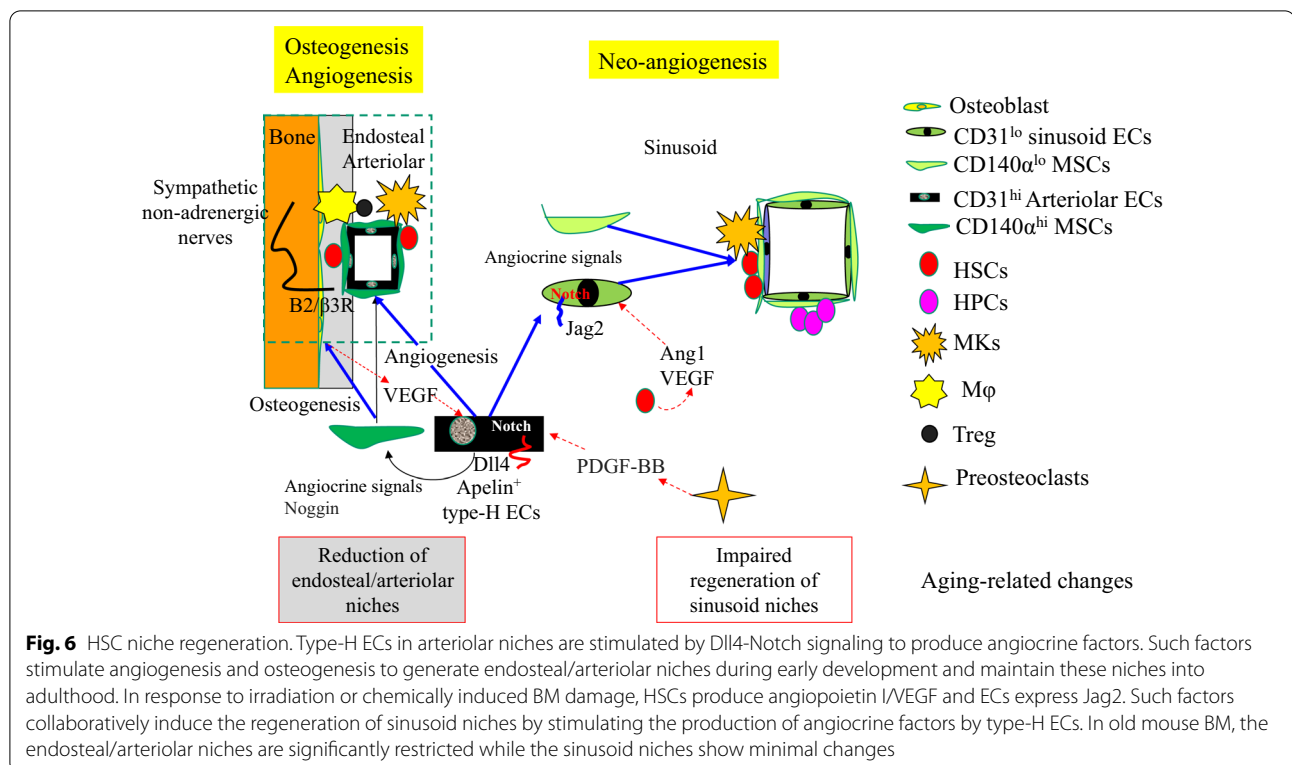 Osteogenesis
Angiogenesis
Neo-angiogenesis
Bone
Endosteal
Arteriolar
Sympathetic
non-adrenergic
nerves
B2/β3R
Angiogenesis
VEGF
Osteogenesis
Notch
Dll4
Apelin⁺
type-H ECs
Angiocrine signals
Noggin
Sinusoid
Angiocrine signals
Notch
Jag2
Ang1
VEGF
PDGF-BB
Osteoblast
CD31ˡᵒ sinusoid ECs
CD140αˡᵒ MSCs
CD31ʰⁱ Arteriolar ECs
CD140αʰⁱ MSCs
HSCs
HPCs
MKs
Mφ
Treg
Preosteoclasts
Reduction of
endosteal/arteriolar
niches
Impaired
regeneration of
sinusoid niches
Aging-related changes
Fig. 6 HSC niche regeneration. Type-H ECs in arteriolar niches are stimulated by Dll4-Notch signaling to produce angiocrine factors. Such factors
stimulate angiogenesis and osteogenesis to generate endosteal/arteriolar niches during early development and maintain these niches into
adulthood. In response to irradiation or chemically induced BM damage, HSCs produce angiopoietin I/VEGF and ECs express Jag2. Such factors
collaboratively induce the regeneration of sinusoid niches by stimulating the production of angiocrine factors by type-H ECs. In old mouse BM, the
endosteal/arteriolar niches are significantly restricted while the sinusoid niches show minimal changes